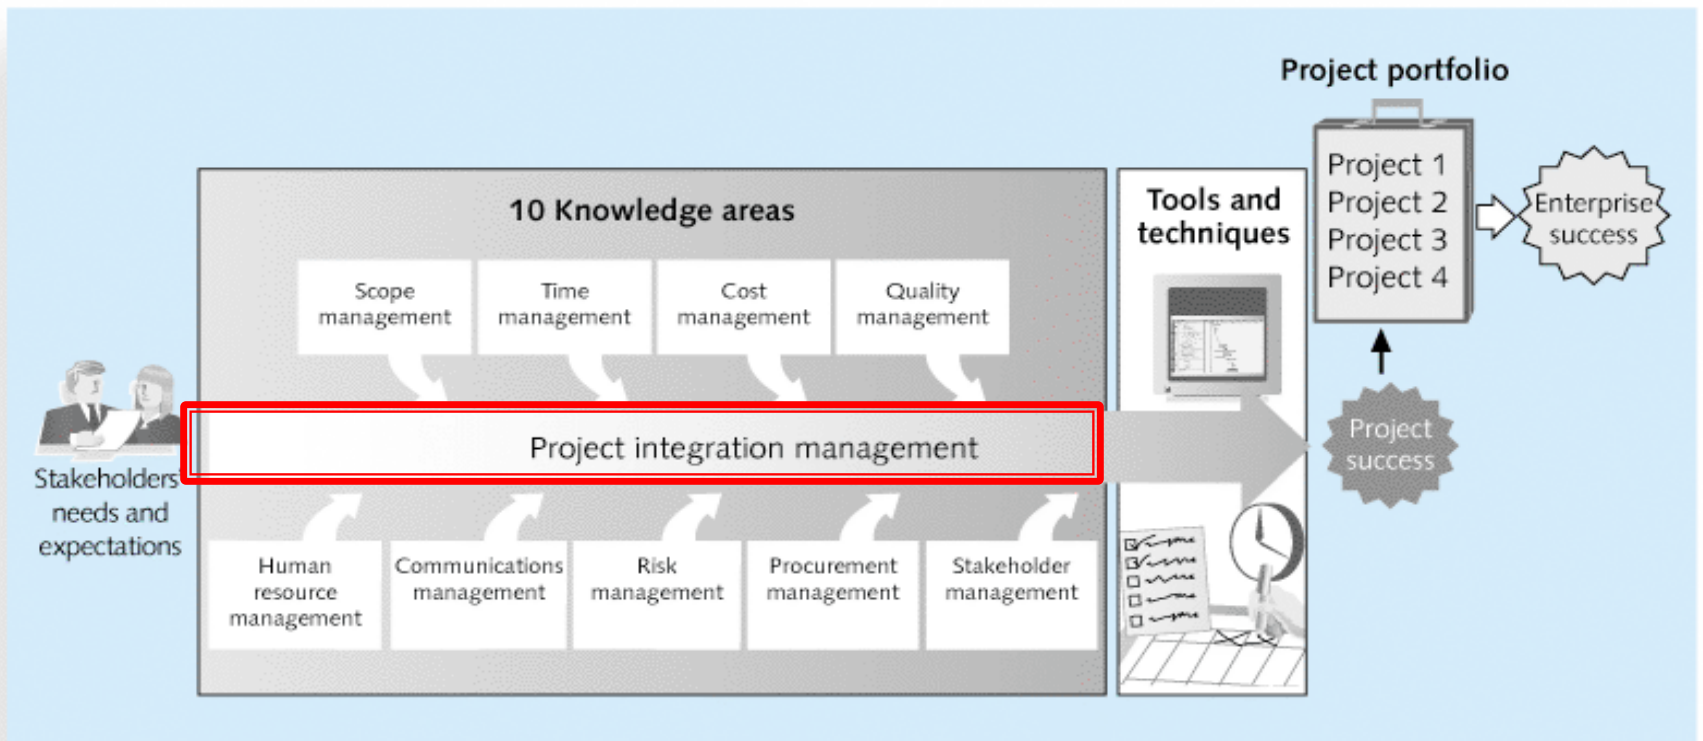 Project portfolio
Project 1
Project 2
Project 3
Project 4
Enterprise
success
10 Knowledge areas
Tools and
techniques
Scope
management
Time
management
Cost
management
Quality
management
Stakeholders'
needs and
expectations
Project integration management
Project
success
Human
resource
management
Communications
management
Risk
management
Procurement
management
Stakeholder
management